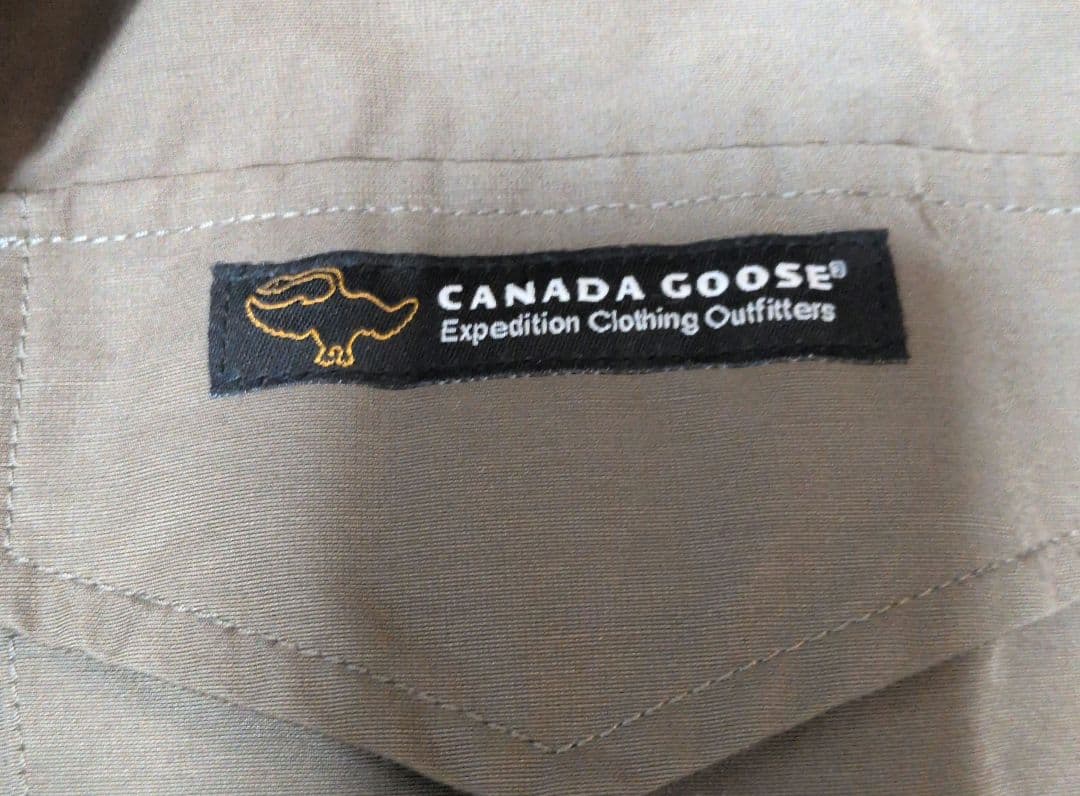 CANADA GOOSE®
Expedition Clothing Outfitters